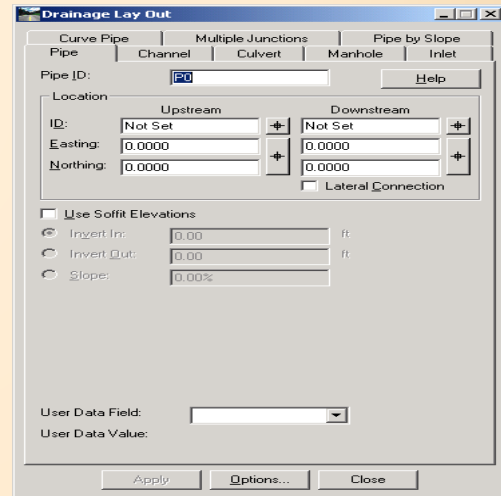 Drainage Lay Out
Curve Pipe Multiple Junctions Pipe by Slope
Pipe Channel Culvert Manhole Inlet
Pipe ID: P0 Help
Location
Upstream Downstream
ID: Not Set Not Set
Easting: 0.0000 0.0000
Northing: 0.0000 0.0000
Lateral Connection
Use Soffit Elevations
Invert In: 0.00 ft
Invert Out: 0.00 ft
Slope: 0.00%
User Data Field:
User Data Value:
Apply Options... Close